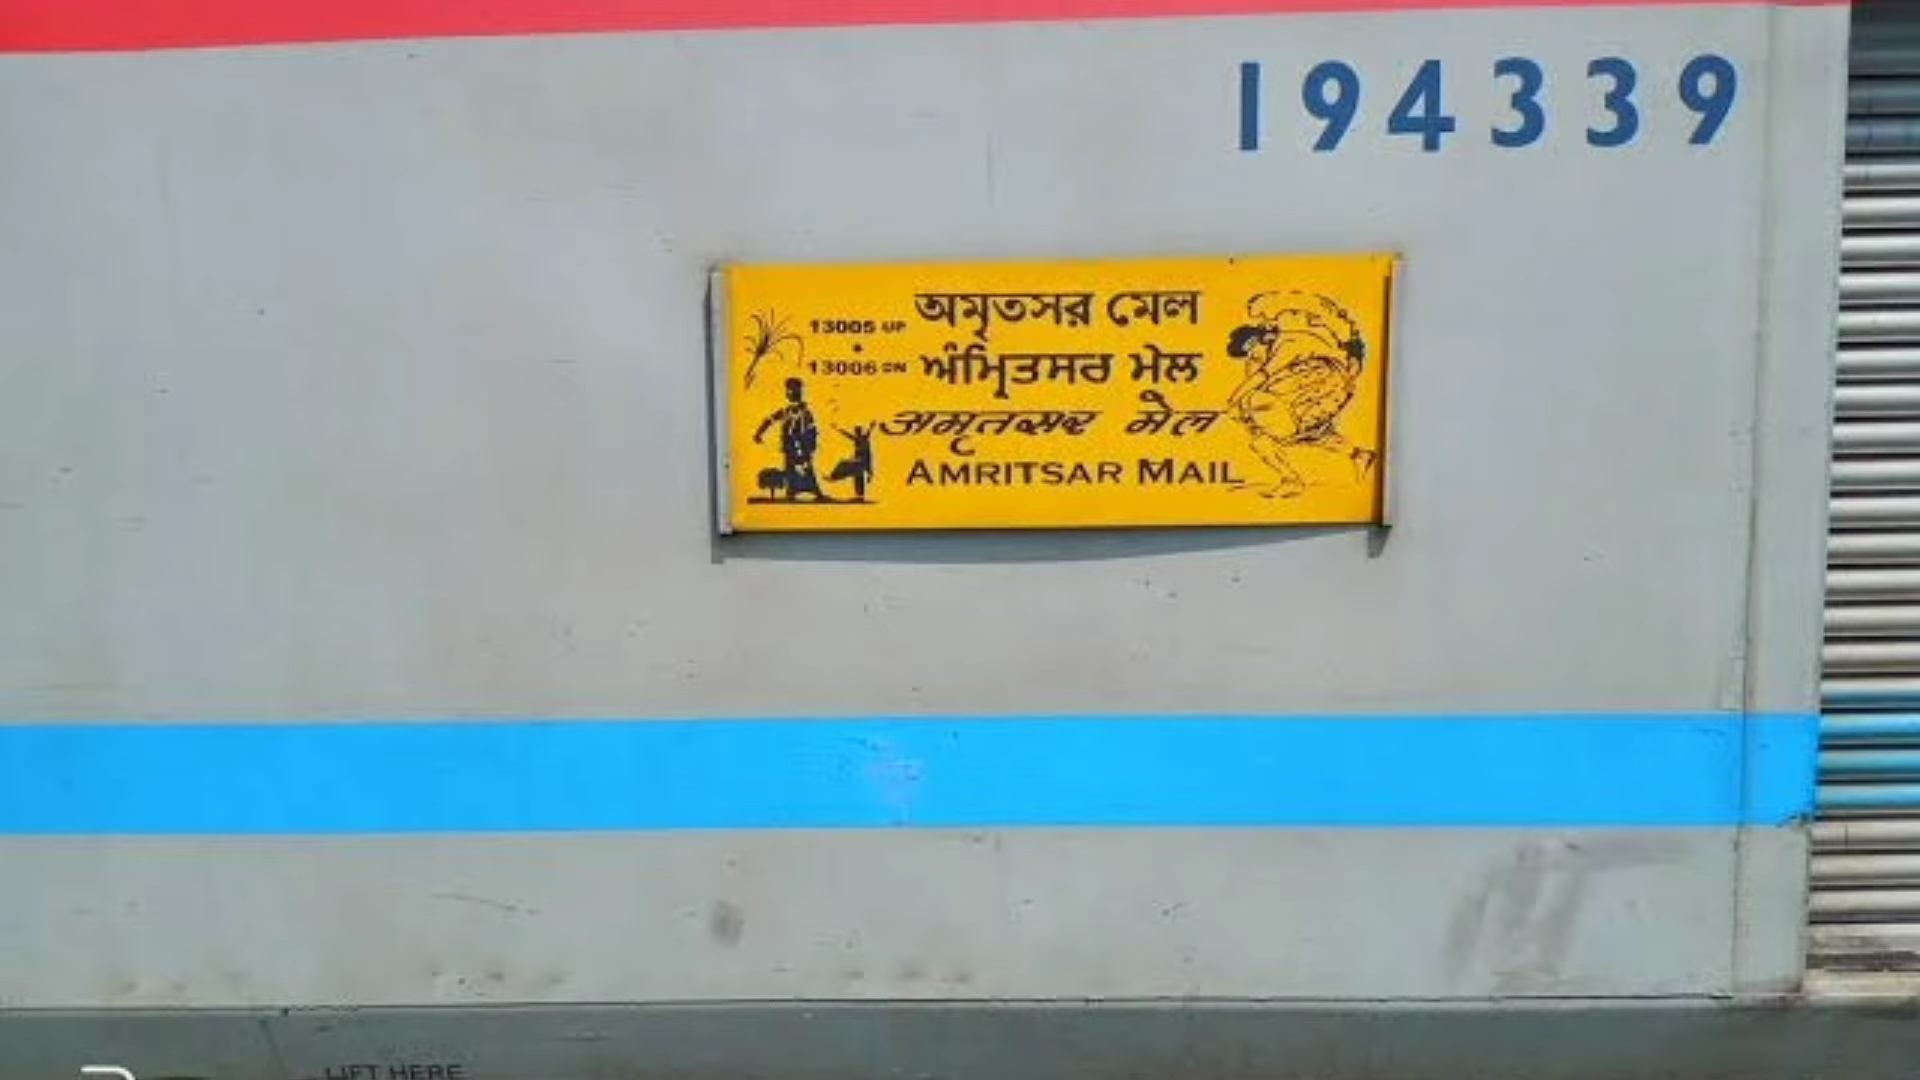 194339
অমৃতসর মেল
13005 UP
ਅੰਮ੍ਰਿਤਸਰ ਮੇਲ
13006 DN
अमृतसर मेल
AMRITSAR MAIL
LIFT HERE